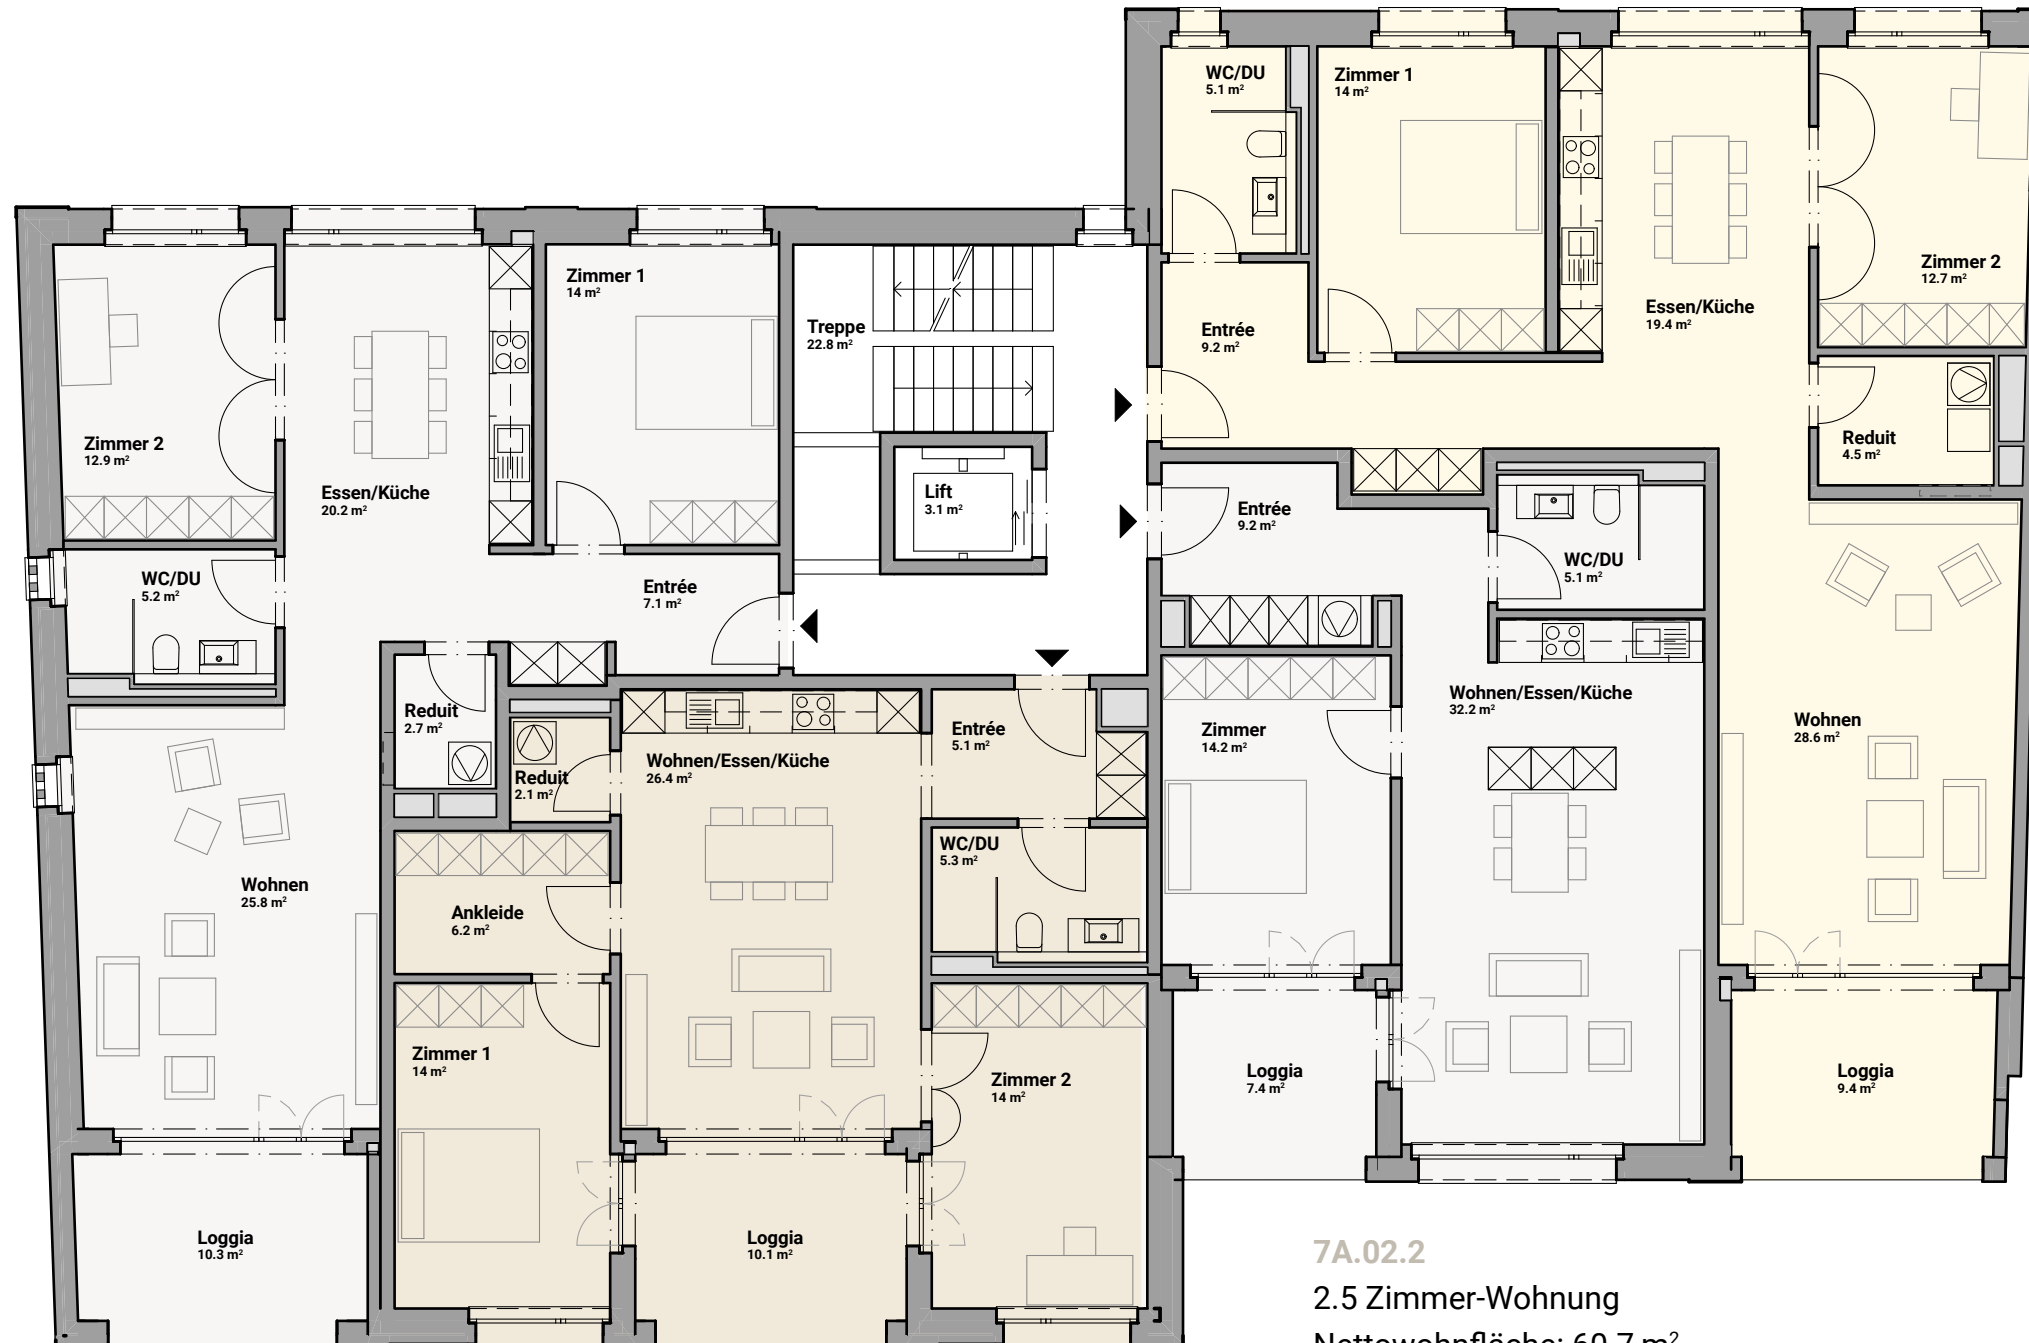 WC/DU
5.1 m²
Zimmer 1
14 m²
Zimmer 2
12.7 m²
Essen/Küche
19.4 m²
Entrée
9.2 m²
Reduit
4.5 m²
Zimmer 1
14 m²
Treppe
22.8 m²
Zimmer 2
12.9 m²
Essen/Küche
20.2 m²
Lift
3.1 m²
Entrée
9.2 m²
WC/DU
5.1 m²
WC/DU
5.2 m²
Entrée
7.1 m²
Reduit
2.7 m²
Reduit
2.1 m²
Wohnen/Essen/Küche
26.4 m²
Entrée
5.1 m²
Zimmer
14.2 m²
Wohnen/Essen/Küche
32.2 m²
Wohnen
28.6 m²
WC/DU
5.3 m²
Wohnen
25.8 m²
Ankleide
6.2 m²
Zimmer 1
14 m²
Zimmer 2
14 m²
Loggia
7.4 m²
Loggia
9.4 m²
Loggia
10.3 m²
Loggia
10.1 m²
7A.02.2
2.5 Zimmer-Wohnung
Nettowohnfläche: 60.7 m²